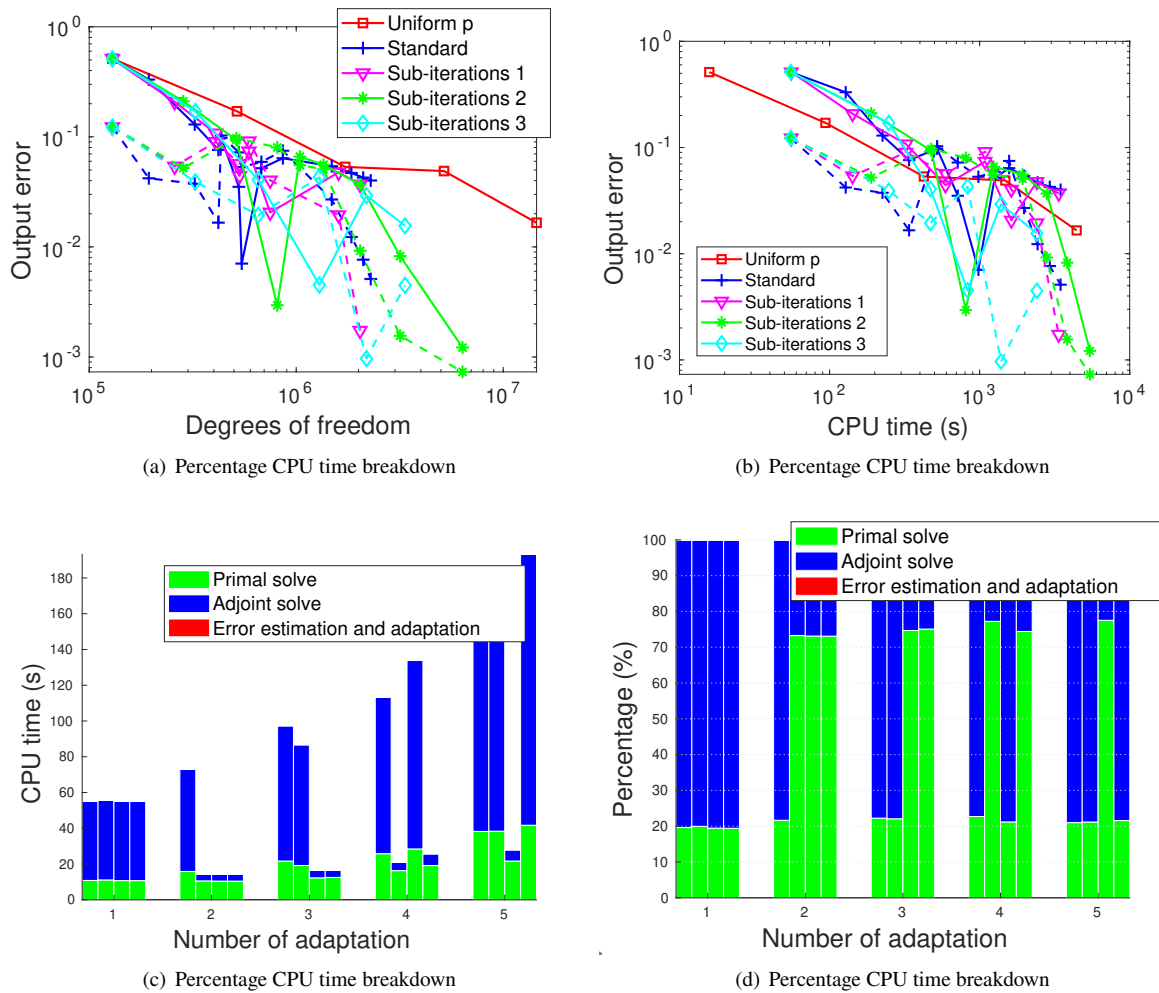 Uniform p
Standard
Sub-iterations 1
Sub-iterations 2
Sub-iterations 3
10^0
10^-1
10^-2
10^-3
Output error
10^5
10^6
10^7
Degrees of freedom
(a) Percentage CPU time breakdown
10^0
10^-1
10^-2
10^-3
Output error
Uniform p
Standard
Sub-iterations 1
Sub-iterations 2
Sub-iterations 3
10^1
10^2
10^3
10^4
CPU time (s)
(b) Percentage CPU time breakdown
Primal solve
Adjoint solve
Error estimation and adaptation
180
160
140
120
100
80
60
40
20
0
CPU time (s)
1
2
3
4
5
Number of adaptation
(c) Percentage CPU time breakdown
Primal solve
Adjoint solve
Error estimation and adaptation
100
90
80
70
60
50
40
30
20
10
0
Percentage (%)
1
2
3
4
5
Number of adaptation
(d) Percentage CPU time breakdown